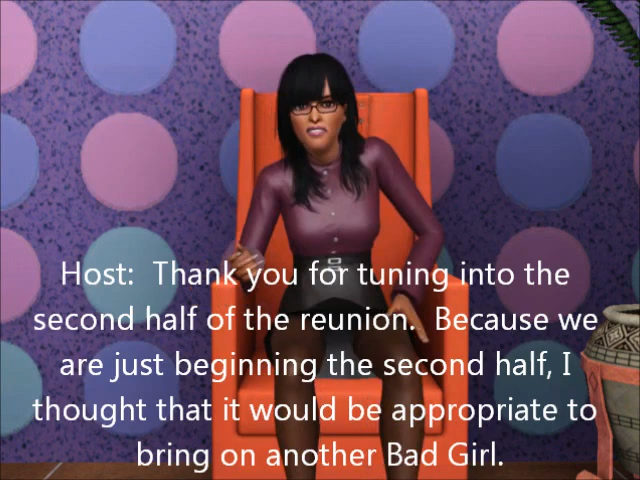 Host:  Thank you for tuning into the
second half of the reunion.  Because we
are just beginning the second half, I
thought that it would be appropriate to
bring on another Bad Girl.